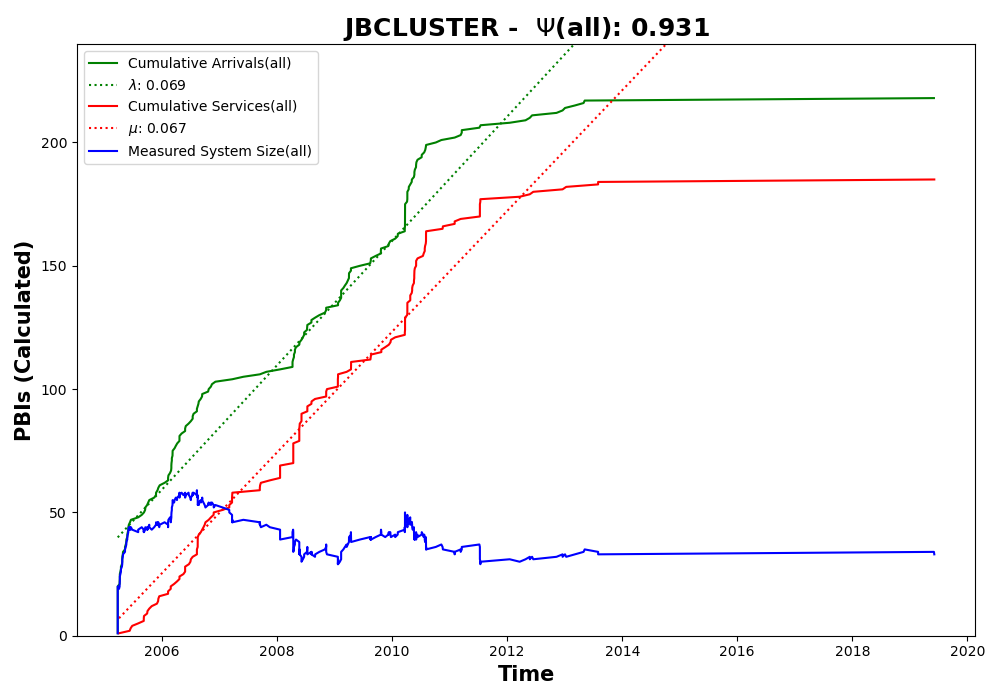 JBCLUSTER - Ψ(all): 0.931
Cumulative Arrivals(all)
λ: 0.069
Cumulative Services(all)
μ: 0.067
Measured System Size(all)
PBIs (Calculated)
200
150
100
50
0
2006 2008 2010 2012 2014 2016 2018 2020
Time